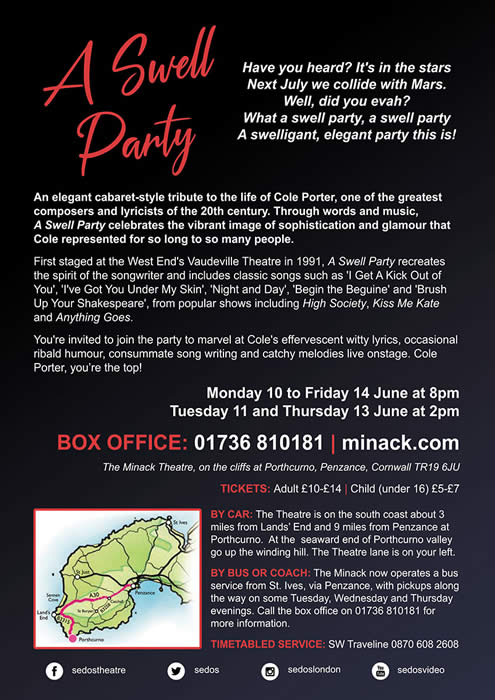 A Swell
Party
Have you heard? It's in the stars
Next July we collide with Mars.
Well, did you evah?
What a swell party, a swell party
A swelligant, elegant party this is!
An elegant cabaret-style tribute to the life of Cole Porter, one of the greatest
composers and lyricists of the 20th century. Through words and music,
A Swell Party celebrates the vibrant image of sophistication and glamour that
Cole represented for so long to so many people.
First staged at the West End's Vaudeville Theatre in 1991, A Swell Party recreates
the spirit of the songwriter and includes classic songs such as 'I Get A Kick Out of
You', 'I've Got You Under My Skin', 'Night and Day', 'Begin the Beguine' and 'Brush
Up Your Shakespeare', from popular shows including High Society, Kiss Me Kate
and Anything Goes.
You're invited to join the party to marvel at Cole's effervescent witty lyrics, occasional
ribald humour, consummate song writing and catchy melodies live onstage. Cole
Porter, you're the top!
Monday 10 to Friday 14 June at 8pm
Tuesday 11 and Thursday 13 June at 2pm
BOX OFFICE: 01736 810181 | minack.com
The Minack Theatre, on the cliffs at Porthcurno, Penzance, Cornwall TR19 6JU
TICKETS: Adult £10-£14 | Child (under 16) £5-£7
St Ives
St Just
Sennen
Cove
A30
Penzance
Land's
End
St Buryan
B3315
Porthcurno
BY CAR: The Theatre is on the south coast about 3
miles from Lands' End and 9 miles from Penzance at
Porthcurno. At the seaward end of Porthcurno valley
go up the winding hill. The Theatre lane is on your left.
BY BUS OR COACH: The Minack now operates a bus
service from St. Ives, via Penzance, with pickups along
the way on some Tuesday, Wednesday and Thursday
evenings. Call the box office on 01736 810181 for
more information.
TIMETABLED SERVICE: SW Traveline 0870 608 2608
sedostheatre
sedos
sedoslondon
sedosvideo